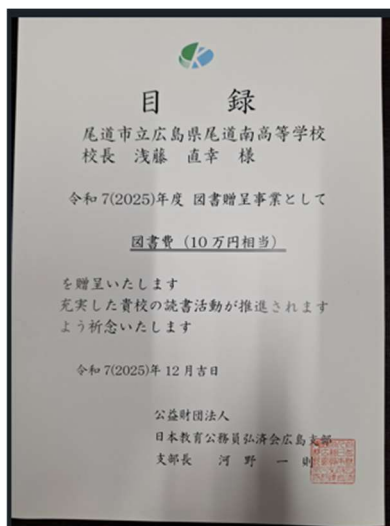 目 録
尾道市立広島県尾道南高等学校
校長 浅藤 直幸 様
令和7(2025)年度 図書贈呈事業として
図書費（10万円相当）
を贈呈いたします
充実した貴校の読書活動が推進されます
よう祈念いたします
令和7(2025)年12月吉日
公益財団法人
日本教育公務員弘済会広島支部
支部長 河野 一則